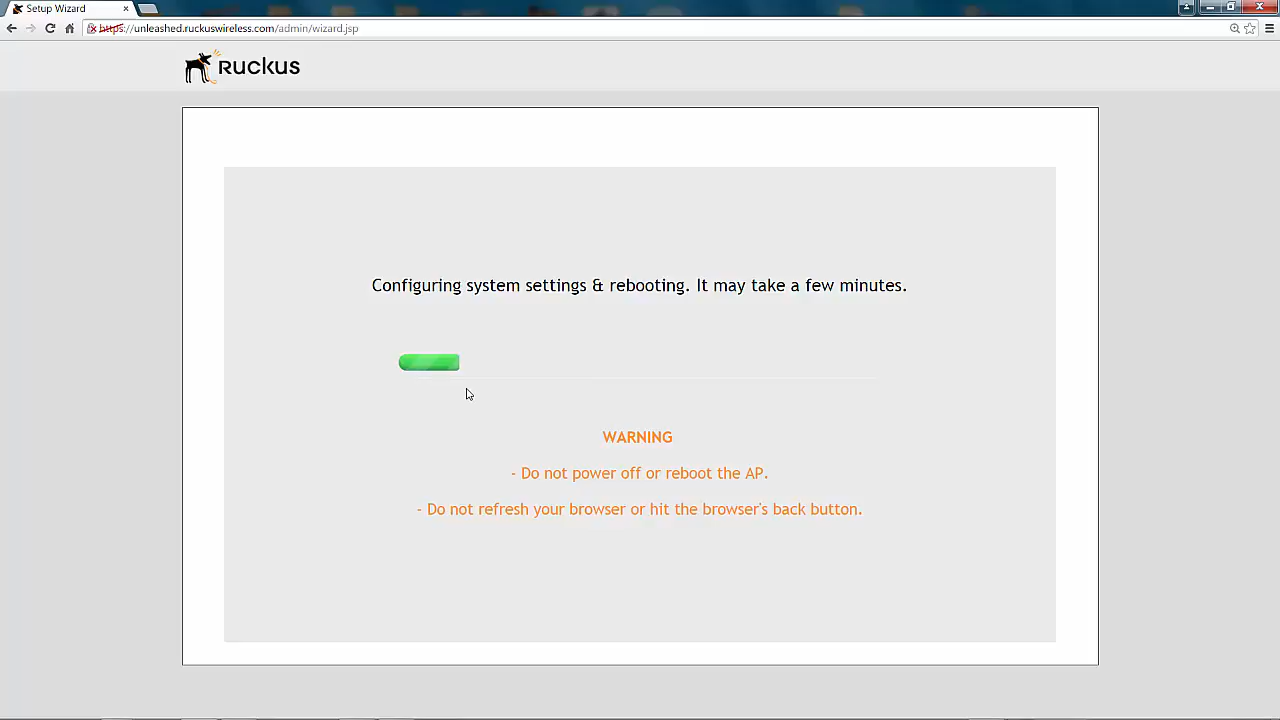 Setup Wizard
https://unleashed.ruckuswireless.com/admin/wizard.jsp
RUCKUS
Configuring system settings & rebooting. It may take a few minutes.
WARNING
- Do not power off or reboot the AP.
- Do not refresh your browser or hit the browser's back button.